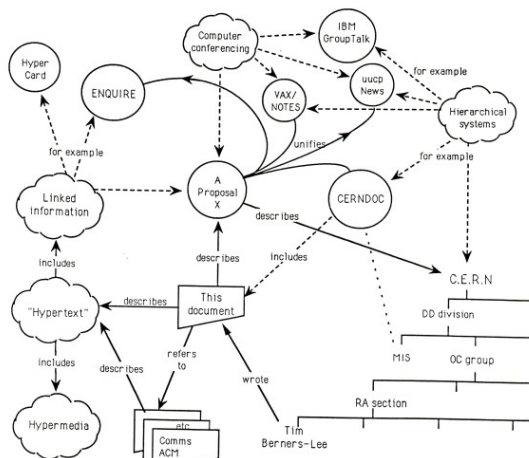 IBM
GroupTalk
Computer
conferencing
Hyper
Card
ENQUIRE
VAX/
NOTES
uucp
News
for example
Hierarchical
systems
unifies
for example
for example
Linked
information
A
Proposal
X
CERNDOC
describes
includes
describes
includes
C.E.R.N
"Hypertext"
describes
This
document
DD division
MIS
OC group
describes
refers
to
includes
wrote
RA section
Hypermedia
etc
Comms
ACM
Tim
Berners-Lee